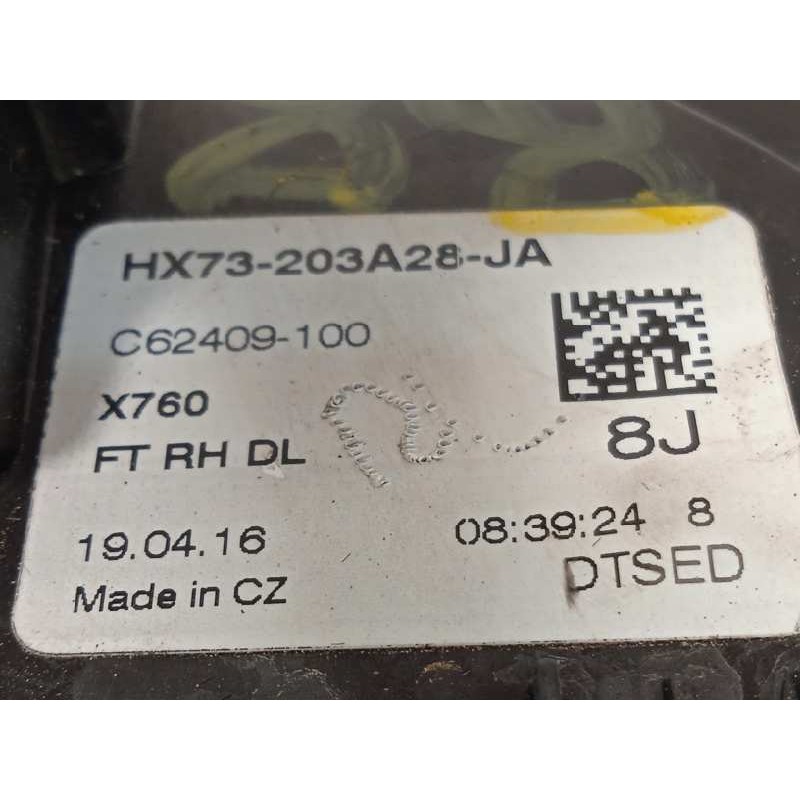 HX73-203A28-JA
C62409-100
X760
8J
FT RH DL
19.04.16
08:39:24 8
Made in CZ
DTSED